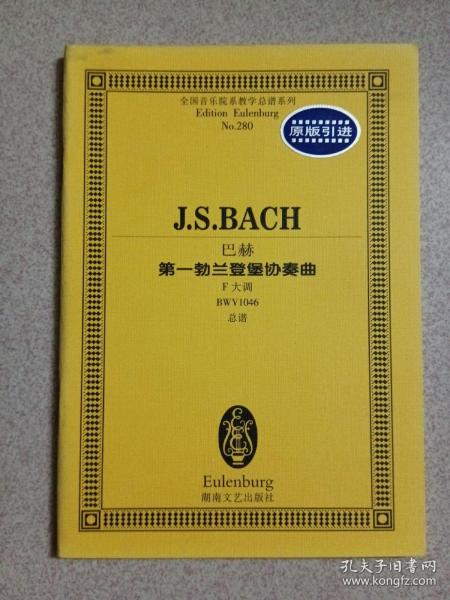 全国音乐院系教学总谱系列
Edition Eulenburg
No.280
原版引进
J.S.BACH
巴赫
第一勃兰登堡协奏曲
F 大调
BWV1046
总谱
E E
Eulenburg
湖南文艺出版社
孔夫子旧书网
www.kongfz.com